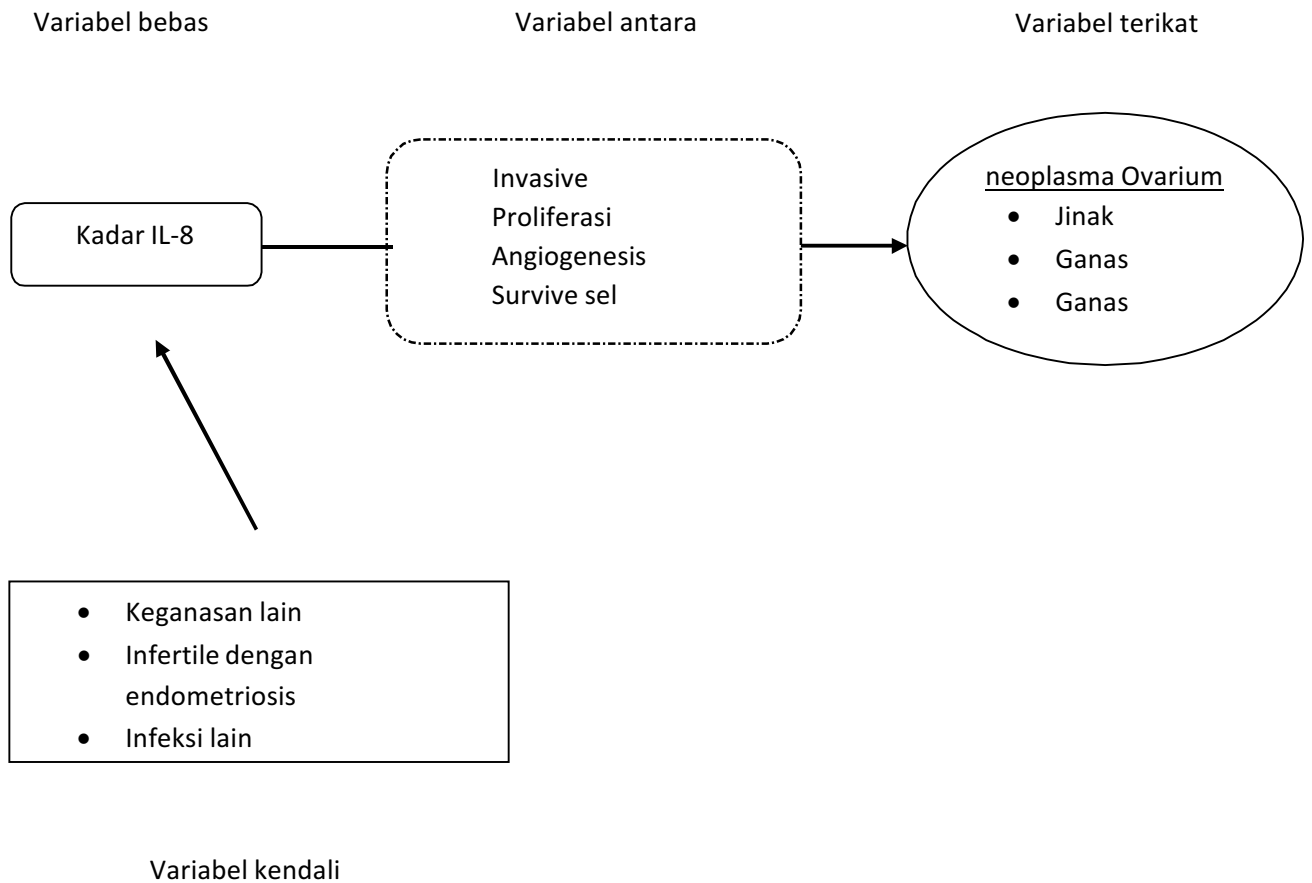 Variabel bebas
Variabel antara
Variabel terikat
Kadar IL-8
Invasive
Proliferasi
Angiogenesis
Survive sel
neoplasma Ovarium
• Jinak
• Ganas
• Ganas
• Keganasan lain
• Infertile dengan
endometriosis
• Infeksi lain
Variabel kendali